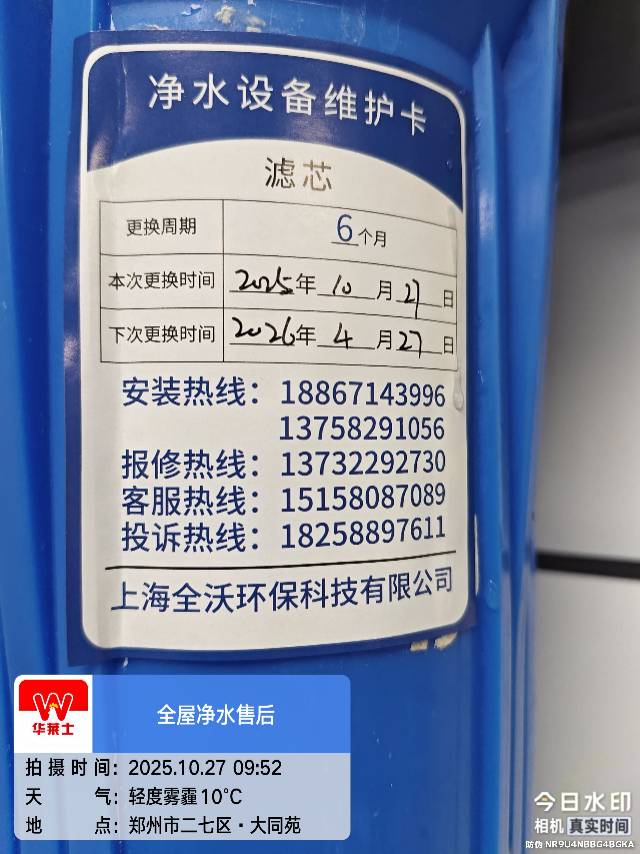 净水设备维护卡
滤芯
更换周期 6个月
本次更换时间 2025年10月27日
下次更换时间 2026年4月27日
安装热线：18867143996
13758291056
报修热线：13732292730
客服热线：15158087089
投诉热线：18258897611
上海全沃环保科技有限公司
华莱士
全屋净水售后
拍摄时间：2025.10.27 09:52
天气：轻度雾霾10℃
地点：郑州市二七区·大同苑
今日水印
相机 真实时间
防伪 NR9U4NBBG4BGKA